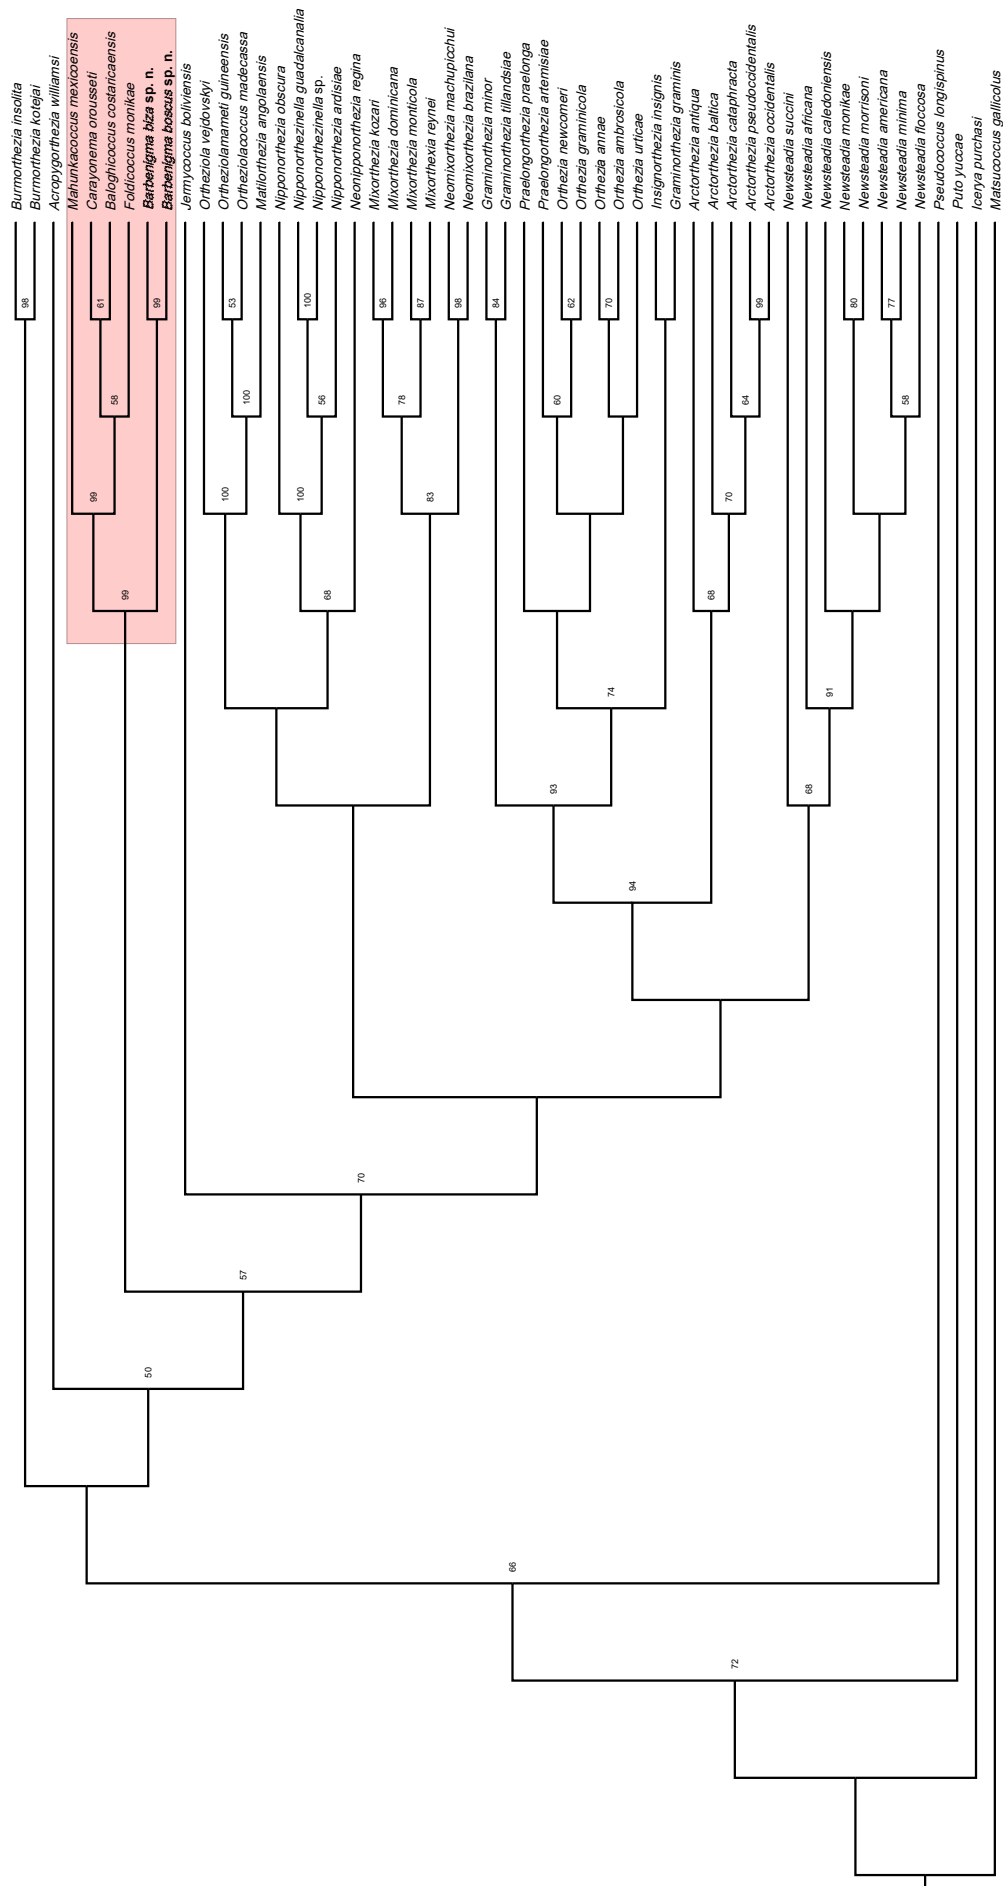 Burmorthezia insolita
Burmorthezia kotejai
Acropygorthezia williamsi
Mahunkacoccus mexicoensis
Carayonema orousseti
Baloghicoccus costaricaensis
Foldicoccus monikae
sp. n.
sp. n.
Jermycoccus boliviensis
Ortheziola vejdovskyi
Ortheziolamameti guineensis
Ortheziolacoccus madecassa
Matilorthezia angolaensis
Nipponorthezia obscura
Nipponorthezinella guadalcanalia
Nipponorthezinella sp.
Nipponorthezia ardisiae
Neonipponorthezia regina
Mixorthezia kozari
Mixorthezia dominicana
Mixorthezia monticola
Mixorthexia reynei
Neomixorthezia machupicchui
Neomixorthezia brazilana
Graminorthezia minor
Graminorthezia tillandsiae
Praelongorthezia praelonga
Praelongorthezia artemisiae
Orthezia newcomeri
Orthezia graminicola
Orthezia annae
Orthezia ambrosicola
Orthezia urticae
Insignorthezia insignis
Graminorthezia graminis
Arctorthezia antiqua
Arctorthezia baltica
Arctorthezia cataphracta
Arctorthezia pseudoccidentalis
Arctorthezia occidentalis
Newsteadia succini
Newsteadia africana
Newsteadia caledoniensis
Newsteadia monikae
Newsteadia morrisoni
Newsteadia americana
Newsteadia minima
Newsteadia floccosa
Pseudococcus longispinus
Puto yuccae
Icerya purchasi
Matsucoccus gallicolus
98
61
99
53
100
96
87
98
84
62
70
99
80
77
58
100
56
78
60
64
58
99
100
100
83
70
99
68
68
74
91
93
68
94
70
57
50
66
72